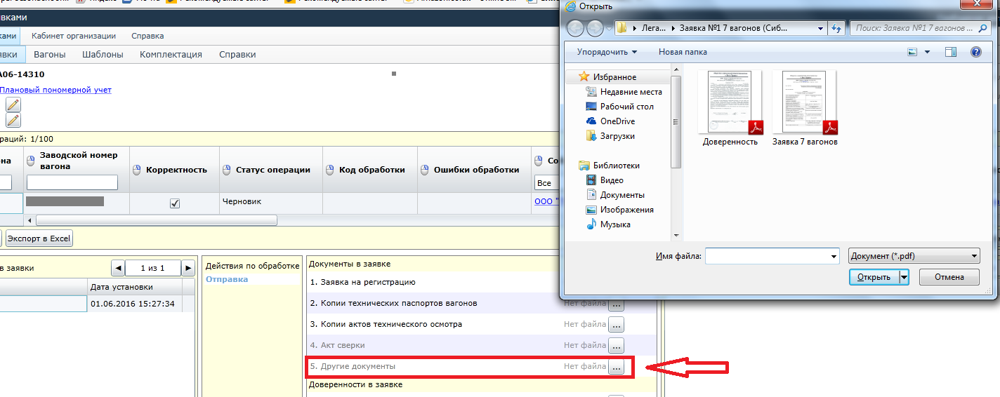 Открыть
явками
ками
Кабинет организации
Справка
явки
Вагоны
Шаблоны
Комплектация
Справки
А06-14310
Плановый пономерной учет
раций: 1/100
она
Заводской номер
вагона
Корректность
Статус операции
Код обработки
Ошибки обработки
Со
Все
Черновик
ООО "
Экспорт в Excel
в заявки
1 из 1
Дата установки
01.06.2016 15:27:34
Действия по обработке
Отправка
Документы в заявке
1. Заявка на регистрацию
2. Копии технических паспортов вагонов
Нет файла
...
3. Копии актов технического осмотра
Нет файла
...
4. Акт сверки
Нет файла
...
5. Другие документы
Нет файла
...
Доверенности в заявке
Лега...
Заявка №1 7 вагонов (Сиб...
Поиск: Заявка №1 7 вагонов ...
Упорядочить
Новая папка
Избранное
Недавние места
Рабочий стол
OneDrive
Загрузки
Библиотеки
Видео
Документы
Изображения
Музыка
Доверенность
Заявка 7 вагонов
Имя файла:
Документ (*.pdf)
Открыть
Отмена